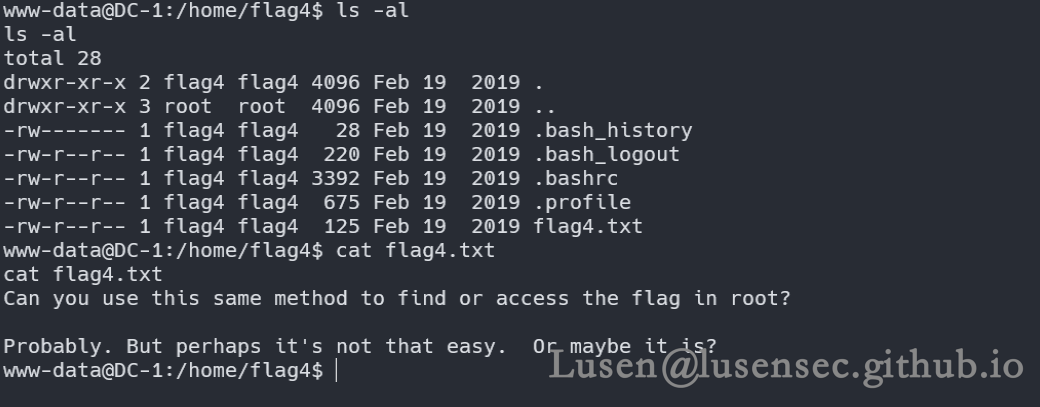 www-data@DC-1:/home/flag4$ ls -al
ls -al
total 28
drwxr-xr-x 2 flag4 flag4 4096 Feb 19  2019 .
drwxr-xr-x 3 root  root  4096 Feb 19  2019 ..
-rw------- 1 flag4 flag4   28 Feb 19  2019 .bash_history
-rw-r--r-- 1 flag4 flag4  220 Feb 19  2019 .bash_logout
-rw-r--r-- 1 flag4 flag4 3392 Feb 19  2019 .bashrc
-rw-r--r-- 1 flag4 flag4  675 Feb 19  2019 .profile
-rw-r--r-- 1 flag4 flag4  125 Feb 19  2019 flag4.txt
www-data@DC-1:/home/flag4$ cat flag4.txt
cat flag4.txt
Can you use this same method to find or access the flag in root?
Probably. But perhaps it's not that easy.  Or maybe it is?
www-data@DC-1:/home/flag4$
Lusen@lusensec.github.io